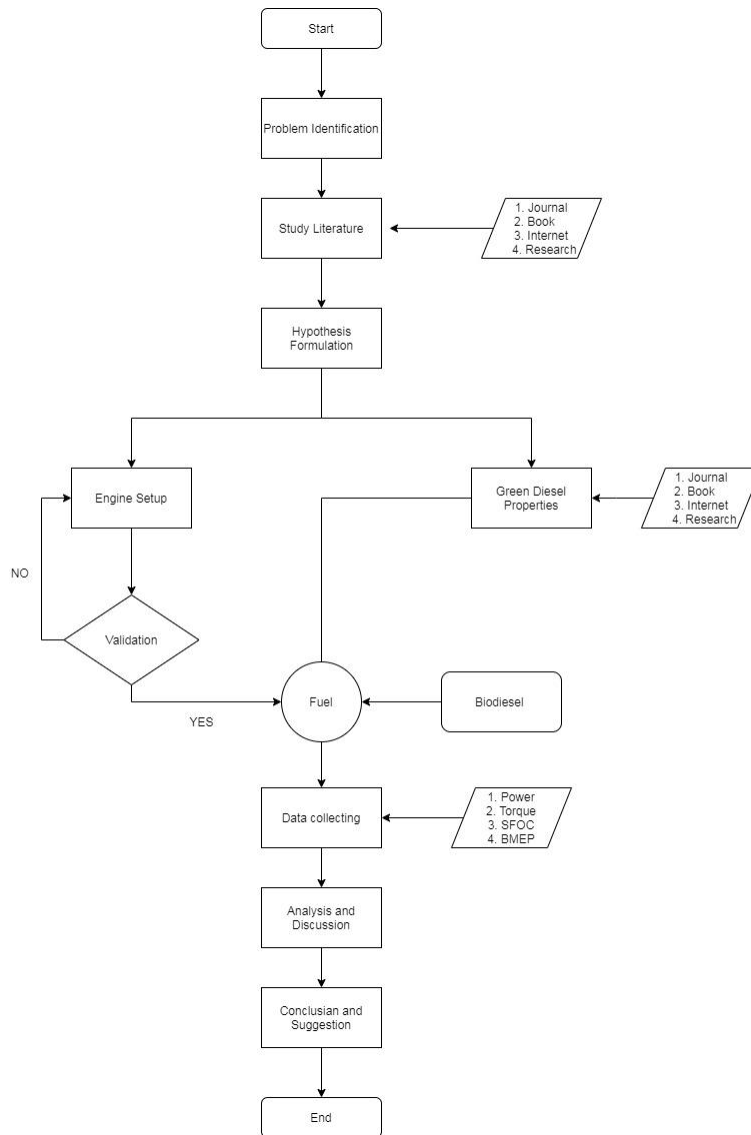 Start
Problem Identification
Study Literature
1. Journal
2. Book
3. Internet
4. Research
Hypothesis
Formulation
Engine Setup
Green Diesel
Properties
1. Journal
2. Book
3. Internet
4. Research
NO
Validation
YES
Fuel
Biodiesel
Data collecting
1. Power
2. Torque
3. SFOC
4. BMEP
Analysis and
Discussion
Conclusian and
Suggestion
End